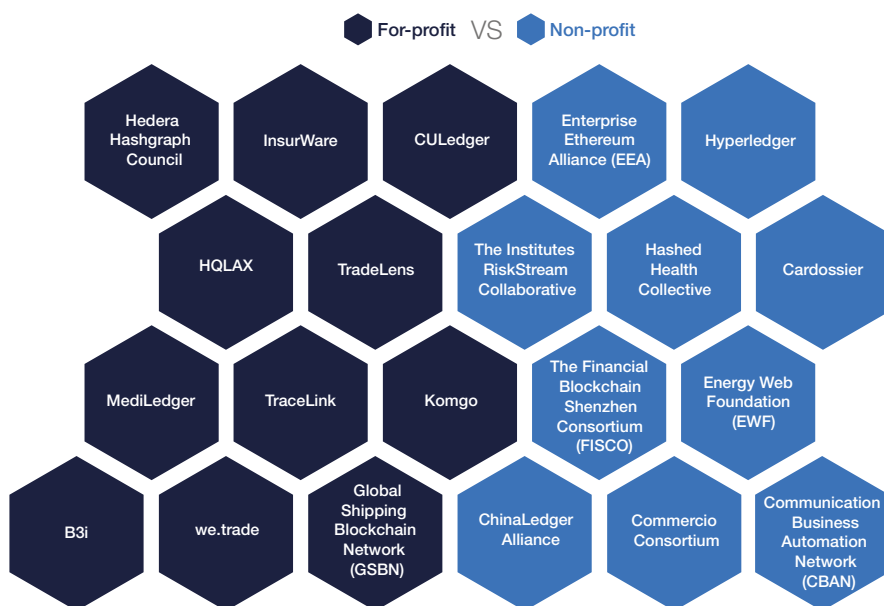 For-profit VS Non-profit
Hedera
Hashgraph
Council
InsurWare
CULedger
Enterprise
Ethereum
Alliance (EEA)
Hyperledger
HQLAX
TradeLens
The Institutes
RiskStream
Collaborative
Hashed
Health
Collective
Cardossier
MediLedger
TraceLink
Komgo
The Financial
Blockchain
Shenzhen
Consortium
(FISCO)
Energy Web
Foundation
(EWF)
B3i
we.trade
Global
Shipping
Blockchain
Network
(GSBN)
ChinaLedger
Alliance
Commercio
Consortium
Communication
Business
Automation
Network
(CBAN)